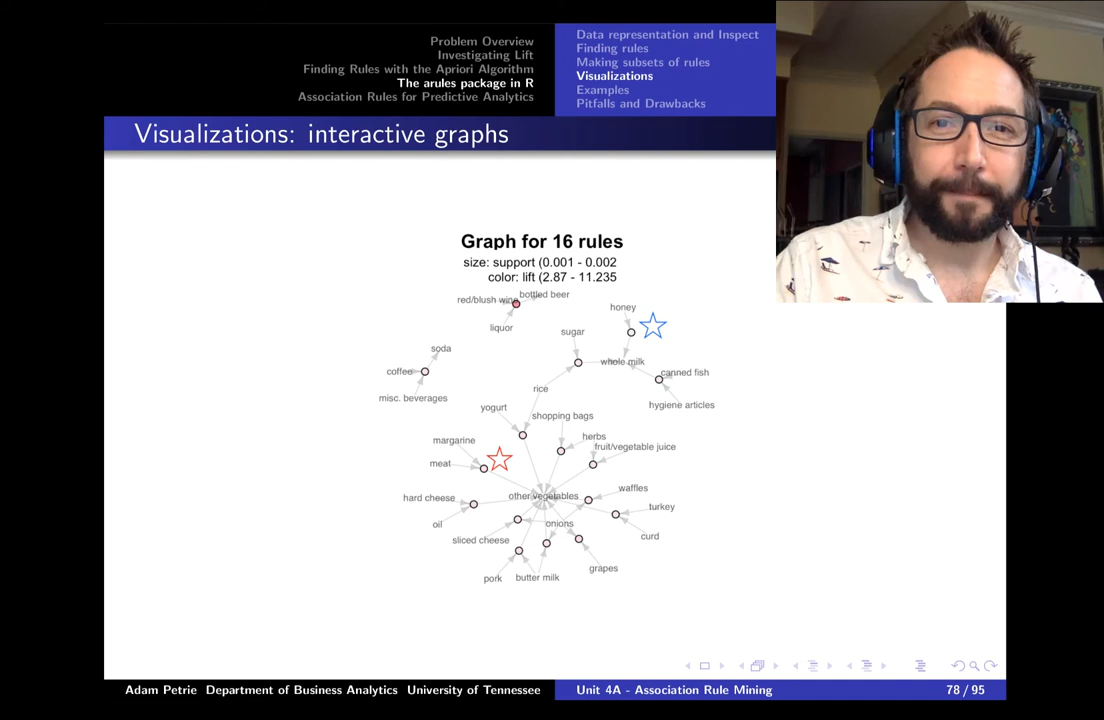 Problem Overview
Investigating Lift
Finding Rules with the Apriori Algorithm
The arules package in R
Association Rules for Predictive Analytics
Data representation and Inspect
Finding rules
Making subsets of rules
Visualizations
Examples
Pitfalls and Drawbacks
Visualizations: interactive graphs
Graph for 16 rules
size: support (0.001 - 0.002
color: lift (2.87 - 11.235
red/blush wine
bottled beer
liquor
honey
sugar
soda
whole milk
coffee
canned fish
rice
misc. beverages
hygiene articles
yogurt
shopping bags
margarine
herbs
fruit/vegetable juice
meat
waffles
hard cheese
other vegetables
turkey
oil
onions
sliced cheese
curd
grapes
pork
butter milk
Adam Petrie Department of Business Analytics University of Tennessee
Unit 4A - Association Rule Mining
78 / 95